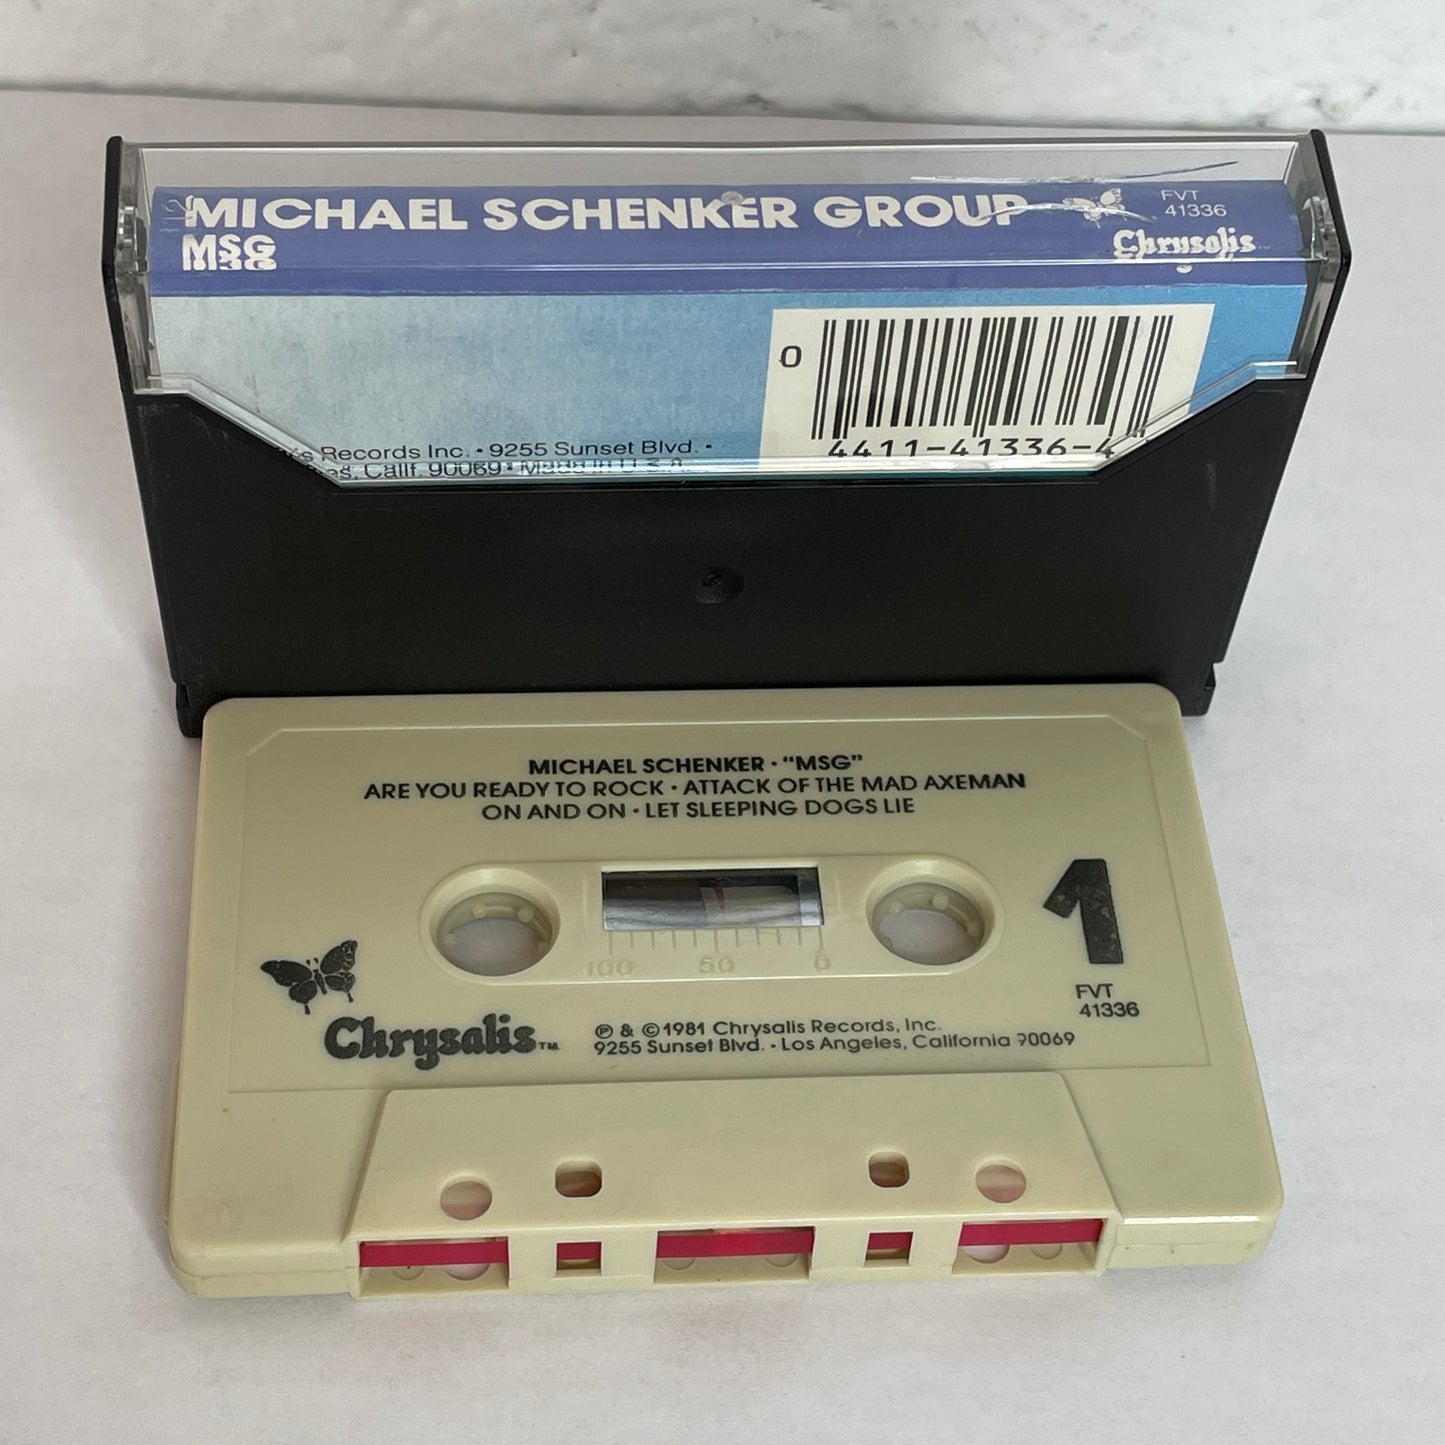 MICHAEL SCHENKER GROUP
MSG
FVT
41336
Chrysalis
Records Inc. • 9255 Sunset Blvd. •
Calif. 90069 • Made in U.S.A.
0
4411-41336-4
MICHAEL SCHENKER • "MSG"
ARE YOU READY TO ROCK • ATTACK OF THE MAD AXEMAN
ON AND ON • LET SLEEPING DOGS LIE
1
100 50 0
FVT
41336
Chrysalis™
℗ & ©1981 Chrysalis Records, Inc.
9255 Sunset Blvd. • Los Angeles, California 90069